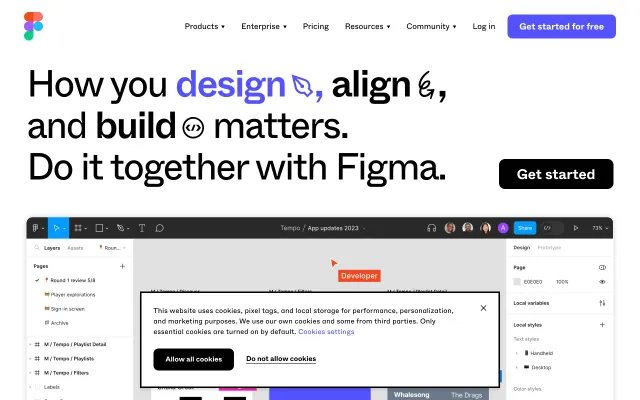 Products Enterprise Pricing Resources Community Log in Get started for free
How you design, align,
and build matters.
Do it together with Figma.
Get started
Tempo / App updates 2023
A Share 73%
Layers Assets Roun...
Design Prototype
Pages
Page
Round 1 review 5/8
E0E0E0 100%
Player explorations
Sign-in screen
Archive
Local variables
Local styles
Text styles
Handheld
Desktop
Color styles
Developer
M / Tempo / Playlist Detail
M / Tempo / Playlists
M / Tempo / Filters
Labels
This website uses cookies, pixel tags, and local storage for performance, personalization,
and marketing purposes. We use our own cookies and some from third parties. Only
essential cookies are turned on by default. Cookies settings
Allow all cookies Do not allow cookies
Whalesong The Drags